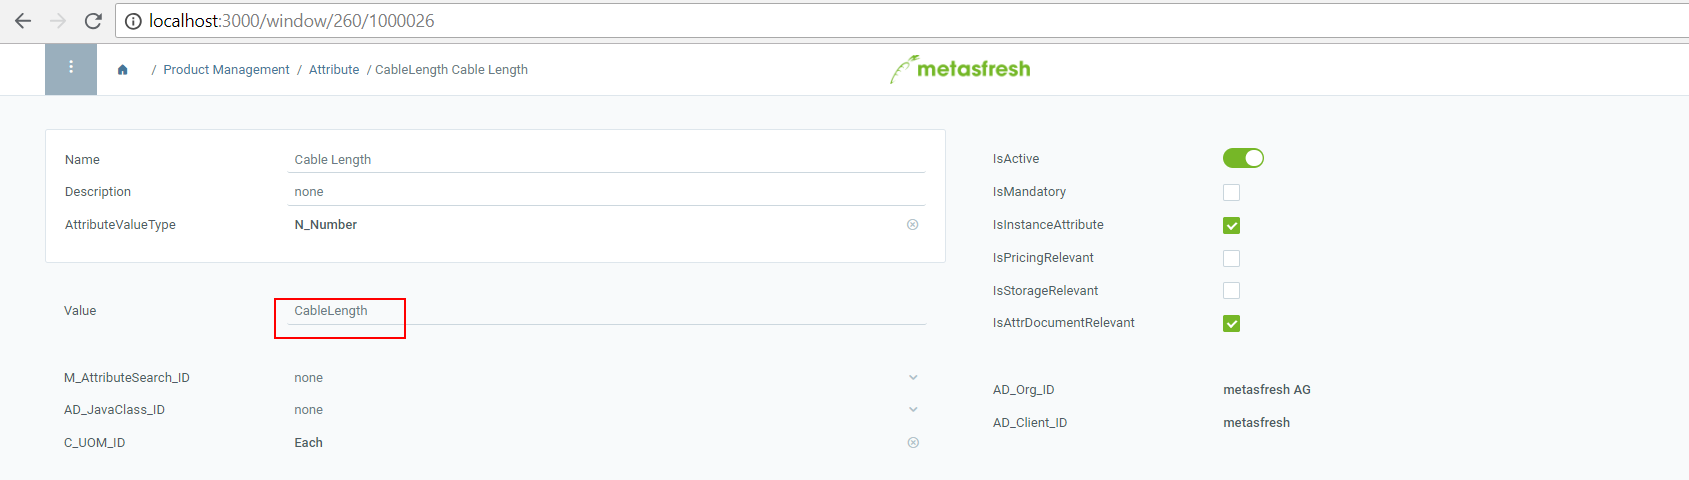 localhost:3000/window/260/1000026
/ Product Management / Attribute / CableLength Cable Length
metasfresh
Name Cable Length
Description none
AttributeValueType N_Number
Value CableLength
M_AttributeSearch_ID none
AD_JavaClass_ID none
C_UOM_ID Each
IsActive
IsMandatory
IsInstanceAttribute
IsPricingRelevant
IsStorageRelevant
IsAttrDocumentRelevant
AD_Org_ID metasfresh AG
AD_Client_ID metasfresh